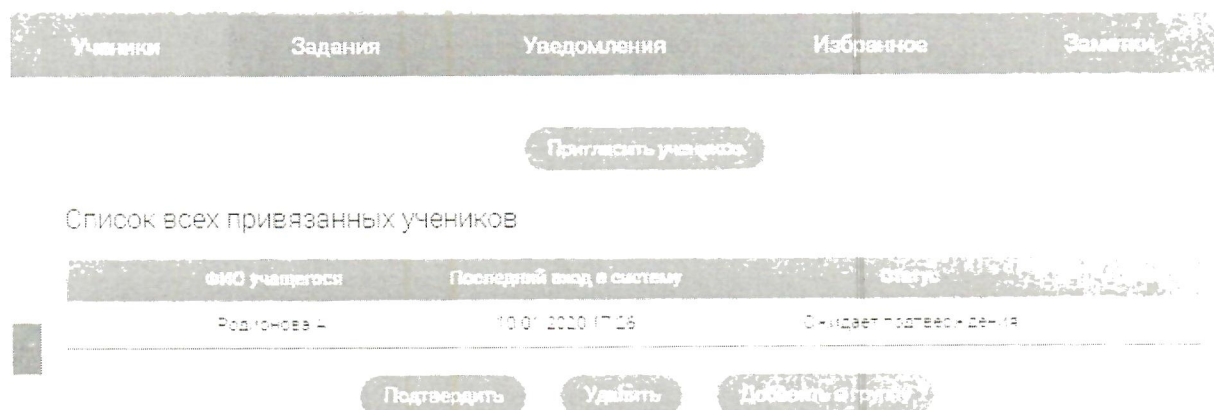 Ученики Задания Уведомления Избранное Заметки
Пригласить учеников
Список всех привязанных учеников
ФИО учащегося Последний вход в систему Статус
Родионова А 10.01.2020 17:26 Ожидает подтверждения
Подтвердить Удалить Добавить в группу